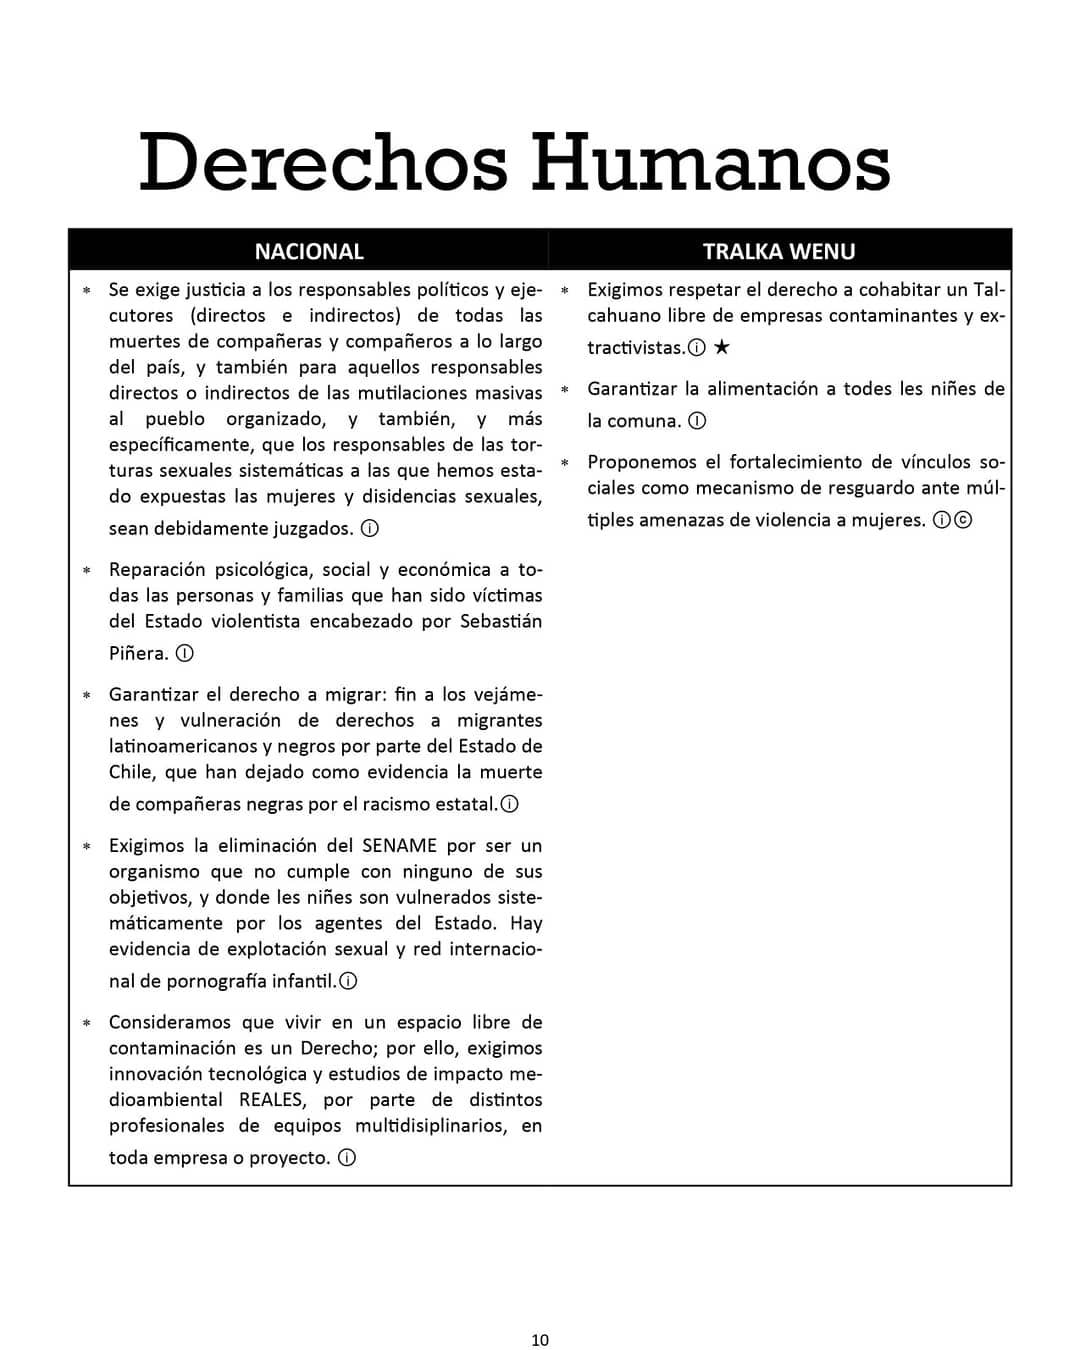 Derechos Humanos
NACIONAL
∗ Se exige justicia a los responsables políticos y eje-
cutores (directos e indirectos) de todas las
muertes de compañeras y compañeros a lo largo
del país, y también para aquellos responsables
directos o indirectos de las mutilaciones masivas
al pueblo organizado, y también, y más
específicamente, que los responsables de las tor-
turas sexuales sistemáticas a las que hemos esta-
do expuestas las mujeres y disidencias sexuales,
sean debidamente juzgados. ⓘ
∗ Reparación psicológica, social y económica a to-
das las personas y familias que han sido víctimas
del Estado violentista encabezado por Sebastián
Piñera. Ⓘ
∗ Garantizar el derecho a migrar: fin a los vejáme-
nes y vulneración de derechos a migrantes
latinoamericanos y negros por parte del Estado de
Chile, que han dejado como evidencia la muerte
de compañeras negras por el racismo estatal.ⓘ
∗ Exigimos la eliminación del SENAME por ser un
organismo que no cumple con ninguno de sus
objetivos, y donde les niñes son vulnerados siste-
máticamente por los agentes del Estado. Hay
evidencia de explotación sexual y red internacio-
nal de pornografía infantil.ⓘ
∗ Consideramos que vivir en un espacio libre de
contaminación es un Derecho; por ello, exigimos
innovación tecnológica y estudios de impacto me-
dioambiental REALES, por parte de distintos
profesionales de equipos multidisiplinarios, en
toda empresa o proyecto. ⓘ
TRALKA WENU
∗ Exigimos respetar el derecho a cohabitar un Tal-
cahuano libre de empresas contaminantes y ex-
tractivistas.ⓘ ★
∗ Garantizar la alimentación a todes les niñes de
la comuna. Ⓘ
∗ Proponemos el fortalecimiento de vínculos so-
ciales como mecanismo de resguardo ante múl-
tiples amenazas de violencia a mujeres. ⓘⓒ
10